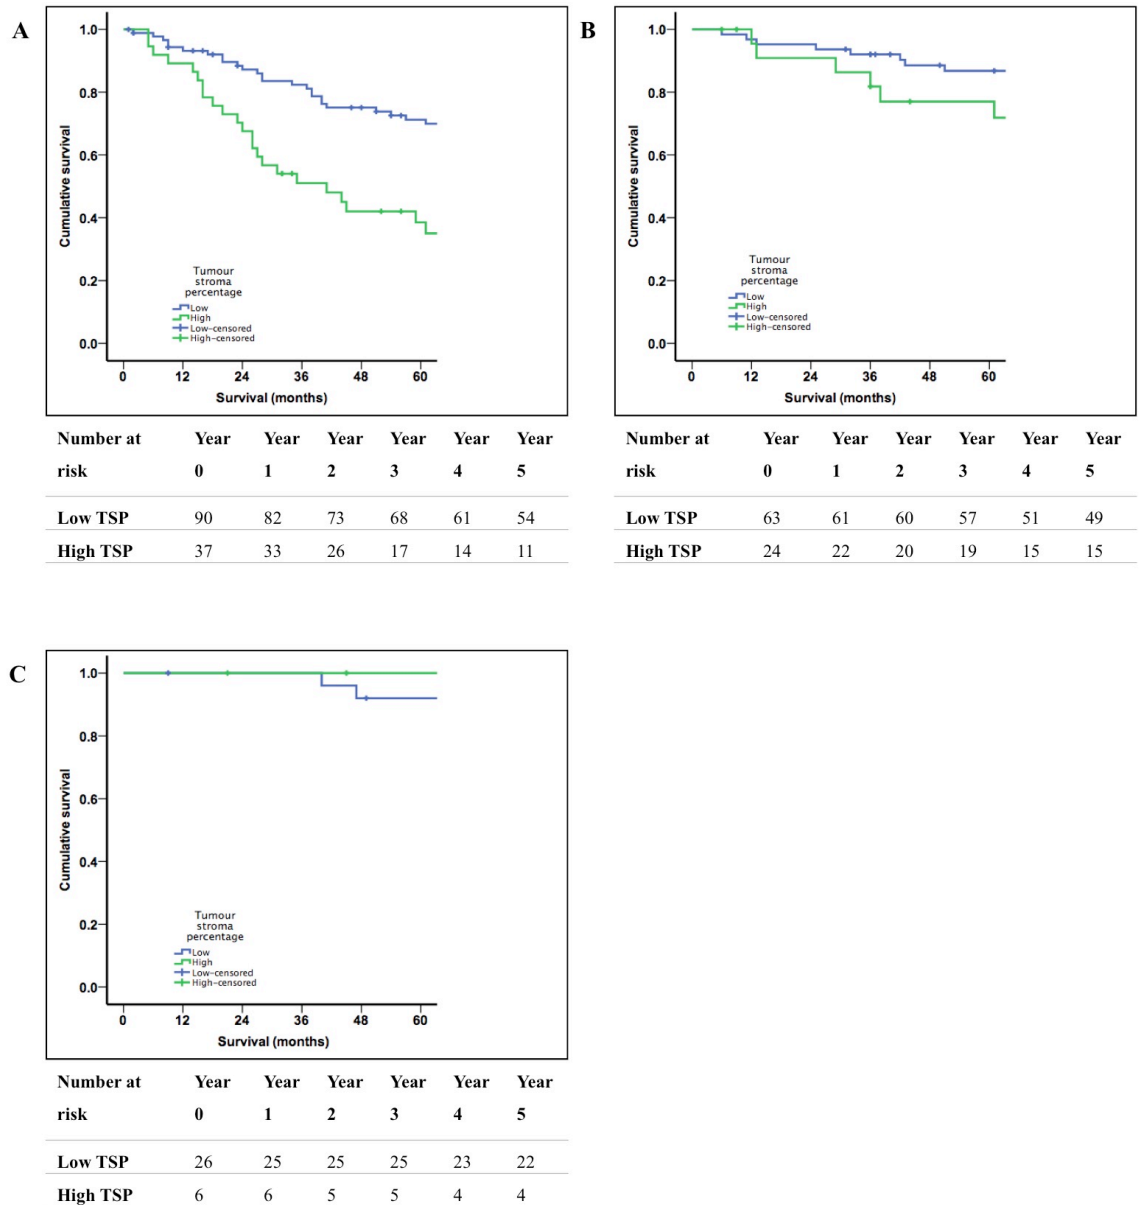 A
Cumulative survival
1.0
0.8
0.6
0.4
0.2
0.0
Tumour
stroma
percentage
Low
High
Low-censored
High-censored
0 12 24 36 48 60
Survival (months)
Number at Year Year Year Year Year Year
risk 0 1 2 3 4 5
Low TSP 90 82 73 68 61 54
High TSP 37 33 26 17 14 11
B
Cumulative survival
1.0
0.8
0.6
0.4
0.2
0.0
Tumour
stroma
percentage
Low
High
Low-censored
High-censored
0 12 24 36 48 60
Survival (months)
Number at Year Year Year Year Year Year
risk 0 1 2 3 4 5
Low TSP 63 61 60 57 51 49
High TSP 24 22 20 19 15 15
C
Cumulative survival
1.0
0.8
0.6
0.4
0.2
0.0
Tumour
stroma
percentage
Low
High
Low-censored
High-censored
0 12 24 36 48 60
Survival (months)
Number at Year Year Year Year Year Year
risk 0 1 2 3 4 5
Low TSP 26 25 25 25 23 22
High TSP 6 6 5 5 4 4